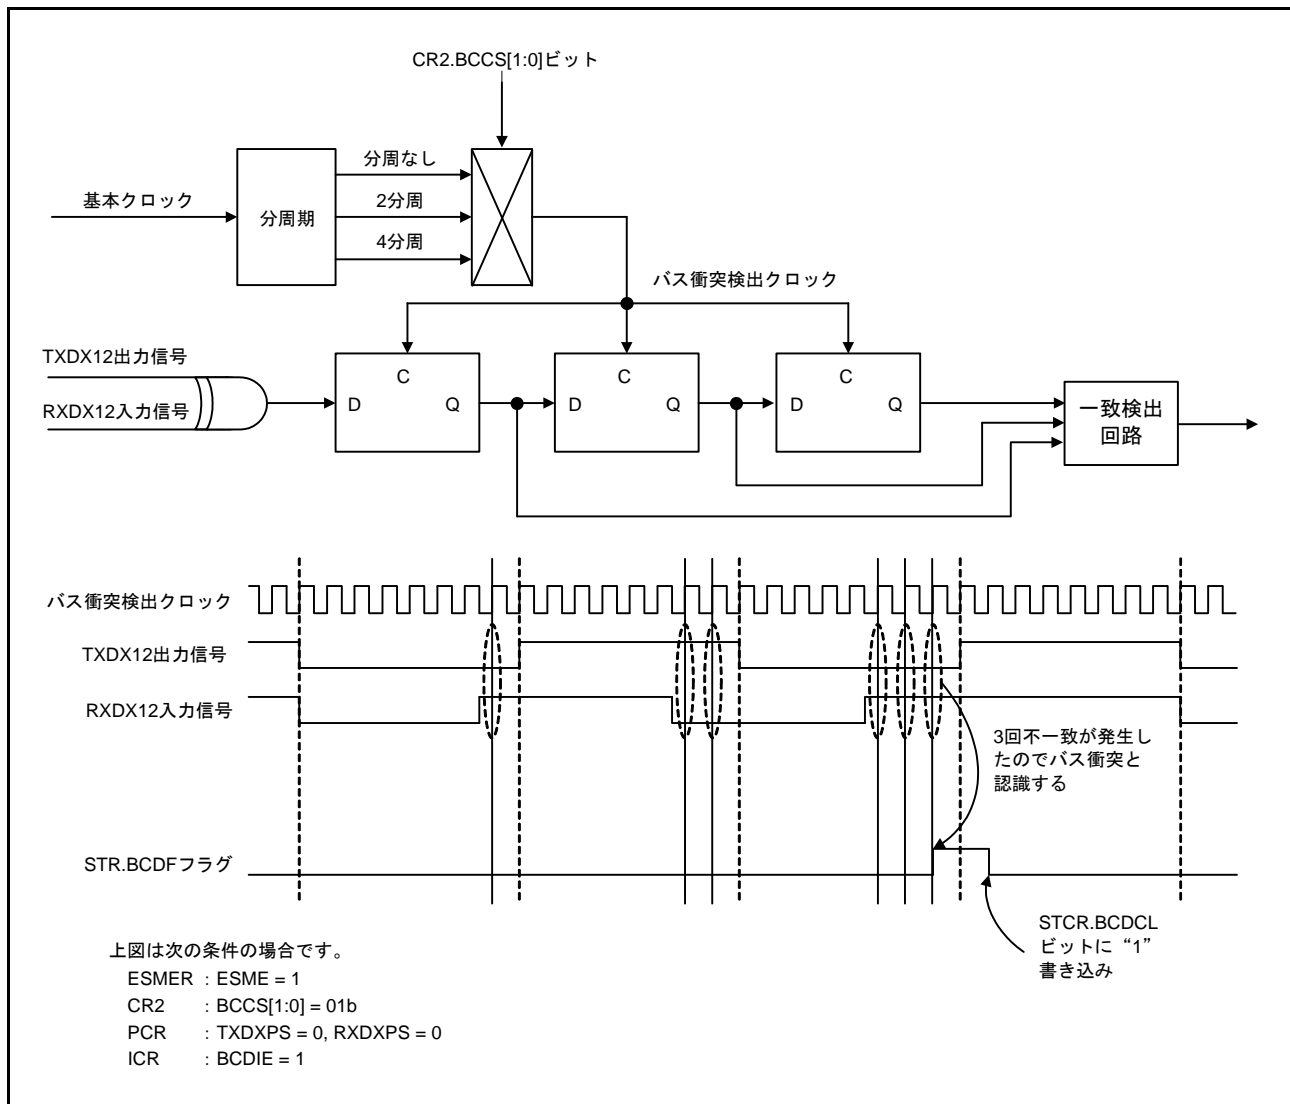 CR2.BCCS[1:0]ビット
分周なし
基本クロック
分周期
2分周
4分周
バス衝突検出クロック
TXDX12出力信号
RXDX12入力信号
C
D
Q
C
D
Q
C
D
Q
一致検出
回路
バス衝突検出クロック
TXDX12出力信号
RXDX12入力信号
3回不一致が発生し
たのでバス衝突と
認識する
STR.BCDFフラグ
STCR.BCDCL
ビットに“1”
書き込み
上図は次の条件の場合です。
ESMER : ESME = 1
CR2 : BCCS[1:0] = 01b
PCR : TXDXPS = 0, RXDXPS = 0
ICR : BCDIE = 1